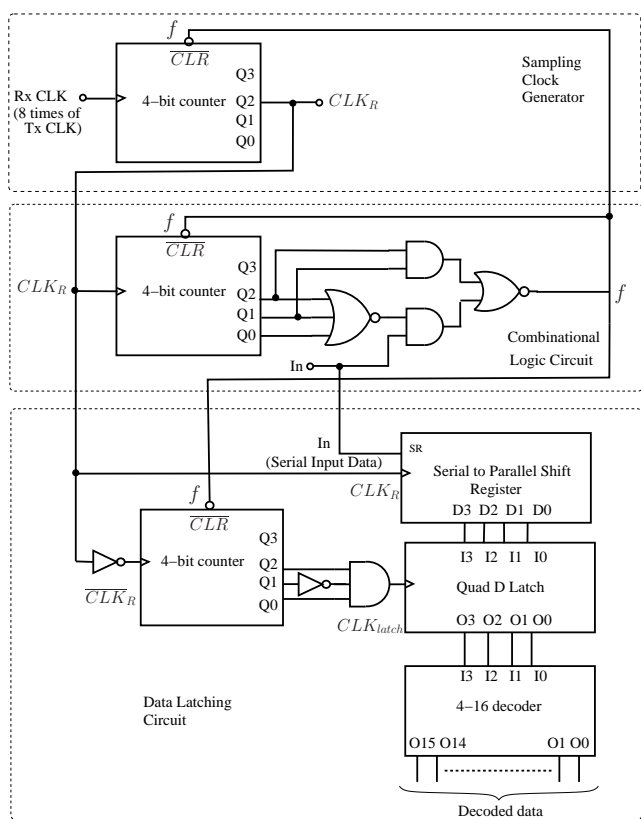 f
CLR
Sampling
Clock
Generator
Rx CLK
(8 times of
Tx CLK)
4−bit counter
Q3
Q2
Q1
Q0
CLK_R
f
CLR
CLK_R
4−bit counter
Q3
Q2
Q1
Q0
f
In
Combinational
Logic Circuit
In
(Serial Input Data)
SR
CLK_R
Serial to Parallel Shift
Register
D3 D2 D1 D0
f
CLR
CLK_R
4−bit counter
Q3
Q2
Q1
Q0
CLK_latch
I3 I2 I1 I0
Quad D Latch
O3 O2 O1 O0
I3 I2 I1 I0
4−16 decoder
O15 O14 O1 O0
Data Latching
Circuit
Decoded data